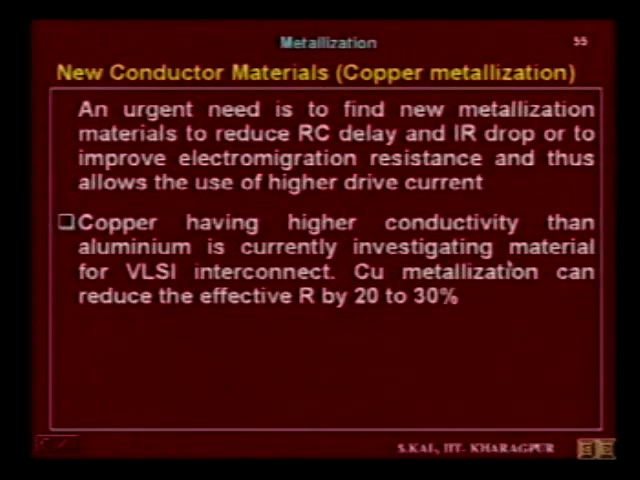 Metallization
55
New Conductor Materials (Copper metallization)
An urgent need is to find new metallization
materials to reduce RC delay and IR drop or to
improve electromigration resistance and thus
allows the use of higher drive current
❑Copper having higher conductivity than
aluminium is currently investigating material
for VLSI interconnect. Cu metallization can
reduce the effective R by 20 to 30%
S.KAL, IIT- KHARAGPUR